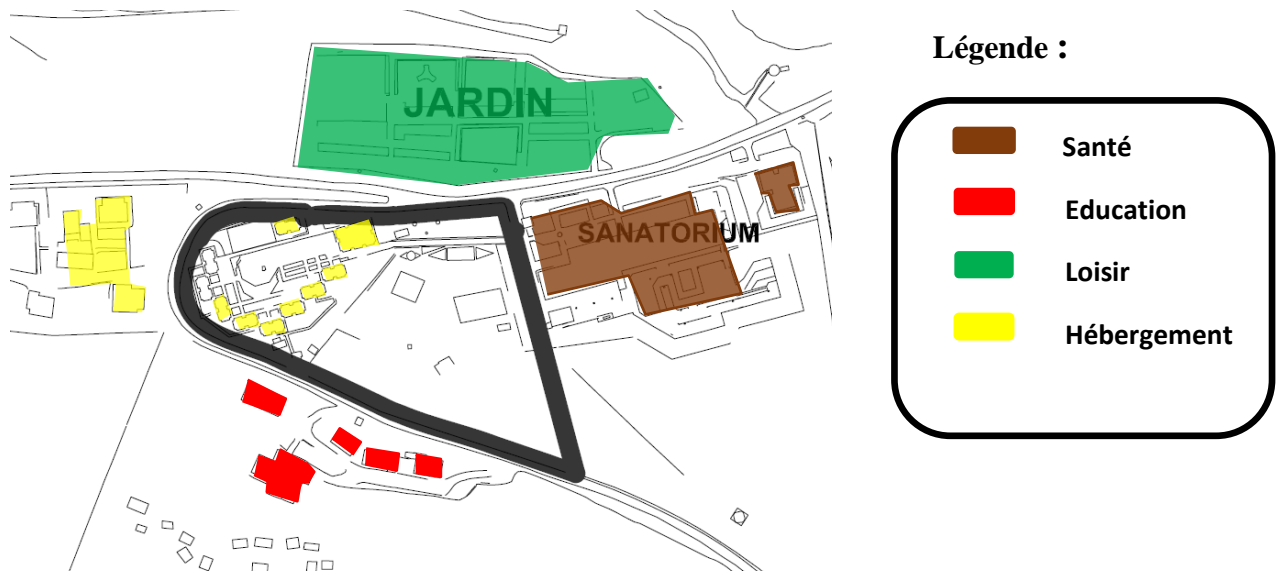 Légende :
JARDIN
Santé
Education
SANATORIUM
Loisir
Hébergement